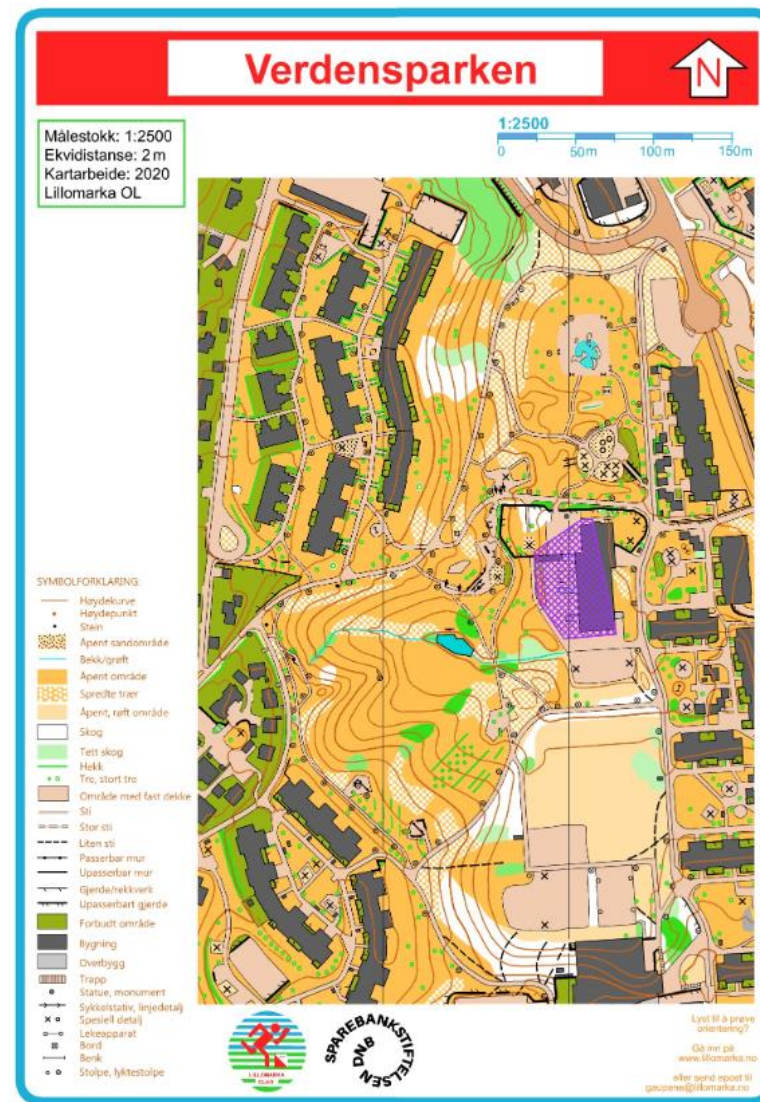 Verdensparken
N
Målestokk: 1:2500
Ekvidistanse: 2 m
Kartarbeide: 2020
Lillomarka OL
1:2500
0 50m 100m 150m
SYMBOLFORKLARING:
Høydekurve
Høydepunkt
Stein
Åpent sandområde
Bekk/grøft
Åpent område
Spredte trær
Åpent, røft område
Skog
Tett skog
Hekk
Tre, stort tre
Område med fast dekke
Sti
Stor sti
Liten sti
Passerbar mur
Upasserbar mur
Gjerde/rekkverk
Upasserbart gjerde
Forbudt område
Bygning
Overbygg
Trapp
Statue, monument
Sykkelstativ, linjedetalj
Spesiell detalj
Lekeapparat
Bord
Benk
Stolpe, lyktestolpe
LILLOMARKA
O-LAG
SPAREBANKSTIFTELSEN
DNB
Lyst til å prøve
orientering?
Gå inn på
www.lillomarka.no
eller send epost til
gaupene@lillomarka.no